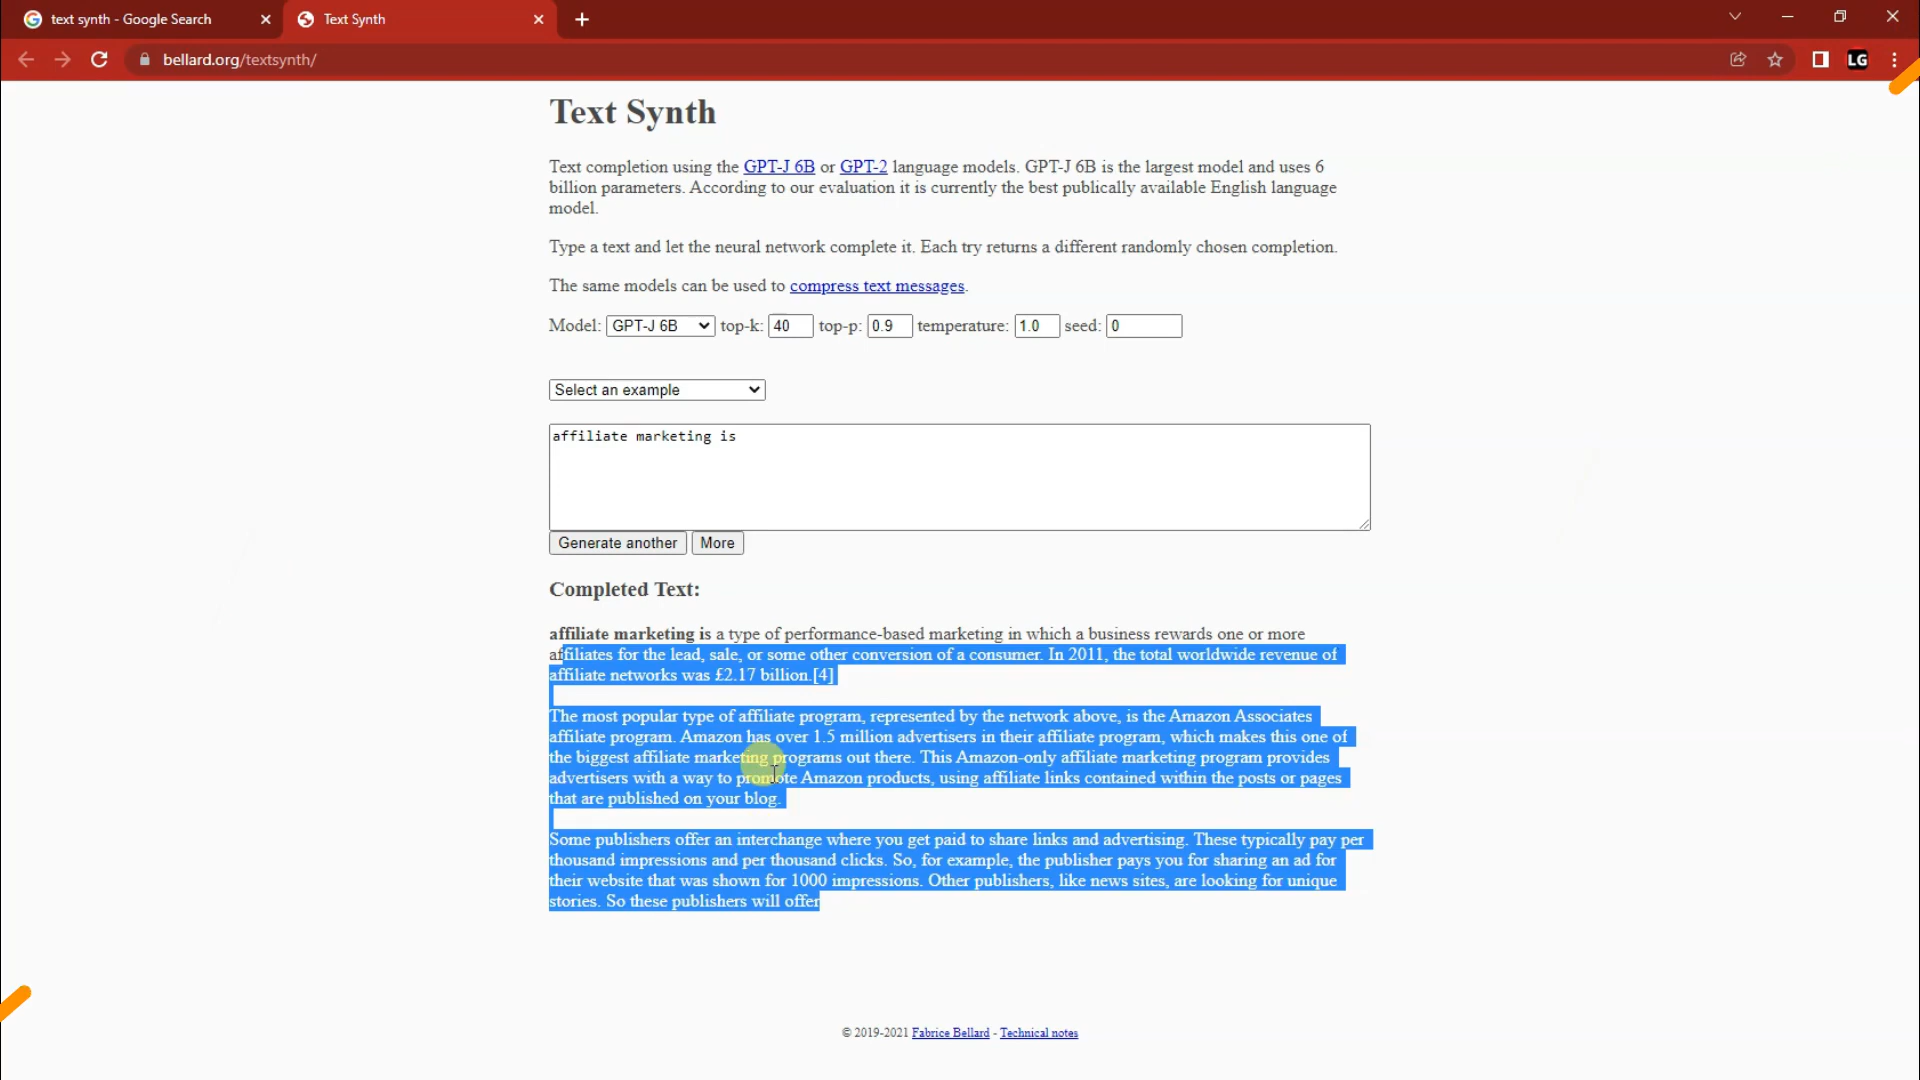 text synth - Google Search
Text Synth
bellard.org/textsynth/
LG
Text Synth
Text completion using the GPT-J 6B or GPT-2 language models. GPT-J 6B is the largest model and uses 6
billion parameters. According to our evaluation it is currently the best publically available English language
model.
Type a text and let the neural network complete it. Each try returns a different randomly chosen completion.
The same models can be used to compress text messages.
Model: GPT-J 6B top-k: 40 top-p: 0.9 temperature: 1.0 seed: 0
Select an example
affiliate marketing is
Generate another More
Completed Text:
affiliate marketing is a type of performance-based marketing in which a business rewards one or more
affiliates for the lead, sale, or some other conversion of a consumer. In 2011, the total worldwide revenue of
affiliate networks was £2.17 billion.[4]
The most popular type of affiliate program, represented by the network above, is the Amazon Associates
affiliate program. Amazon has over 1.5 million advertisers in their affiliate program, which makes this one of
the biggest affiliate marketing programs out there. This Amazon-only affiliate marketing program provides
advertisers with a way to promote Amazon products, using affiliate links contained within the posts or pages
that are published on your blog.
Some publishers offer an interchange where you get paid to share links and advertising. These typically pay per
thousand impressions and per thousand clicks. So, for example, the publisher pays you for sharing an ad for
their website that was shown for 1000 impressions. Other publishers, like news sites, are looking for unique
stories. So these publishers will offer
© 2019-2021 Fabrice Bellard - Technical notes